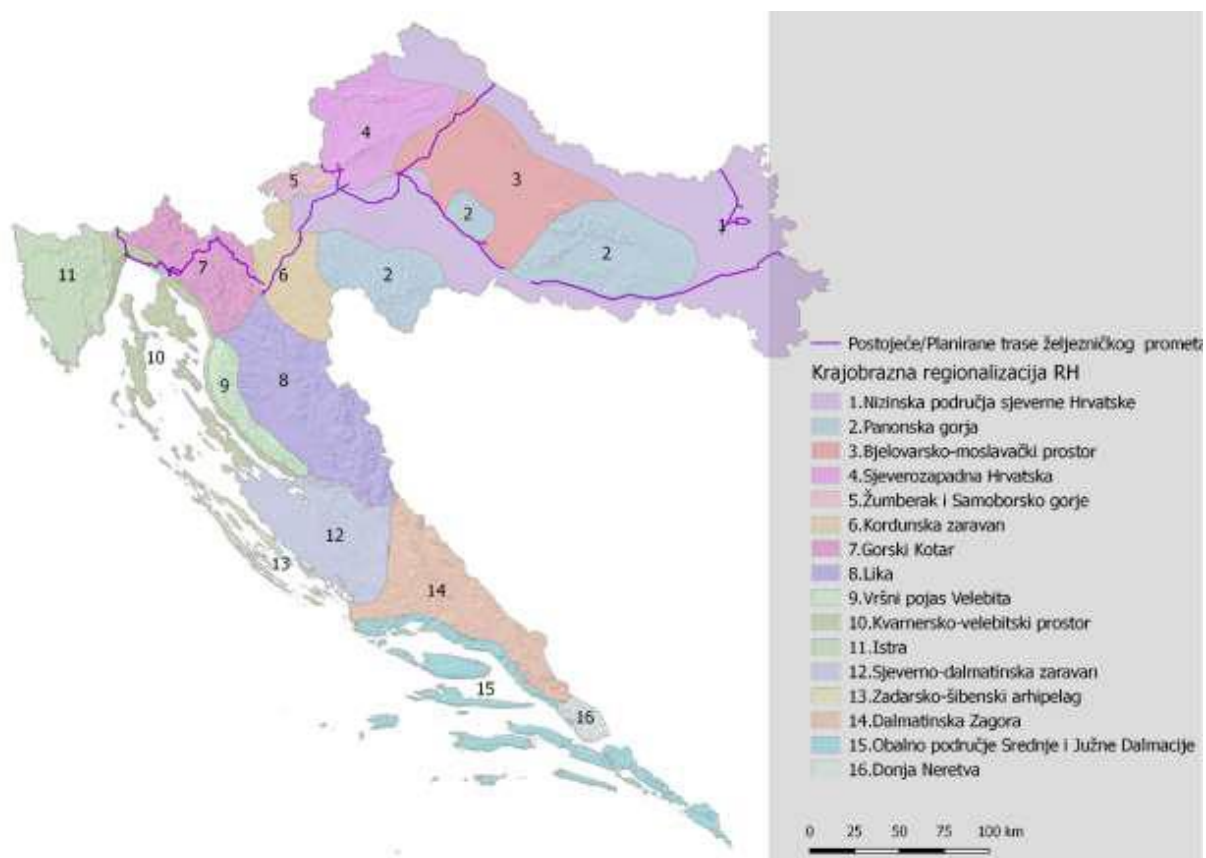 4
3
5
2
1
2
11
7
6
2
10
9
8
12
13
14
15
16
Postojeće/Planirane trase željezničkog prometa
Krajobrazna regionalizacija RH
1.Nizinska područja sjeverne Hrvatske
2.Panonska gorja
3.Bjelovarsko-moslavački prostor
4.Sjeverozapadna Hrvatska
5.Žumberak i Samoborsko gorje
6.Kordunska zaravan
7.Gorski Kotar
8.Lika
9.Vršni pojas Velebita
10.Kvarnersko-velebitski prostor
11.Istra
12.Sjeverno-dalmatinska zaravan
13.Zadarsko-šibenski arhipelag
14.Dalmatinska Zagora
15.Obalno područje Srednje i Južne Dalmacije
16.Donja Neretva
0 25 50 75 100 km